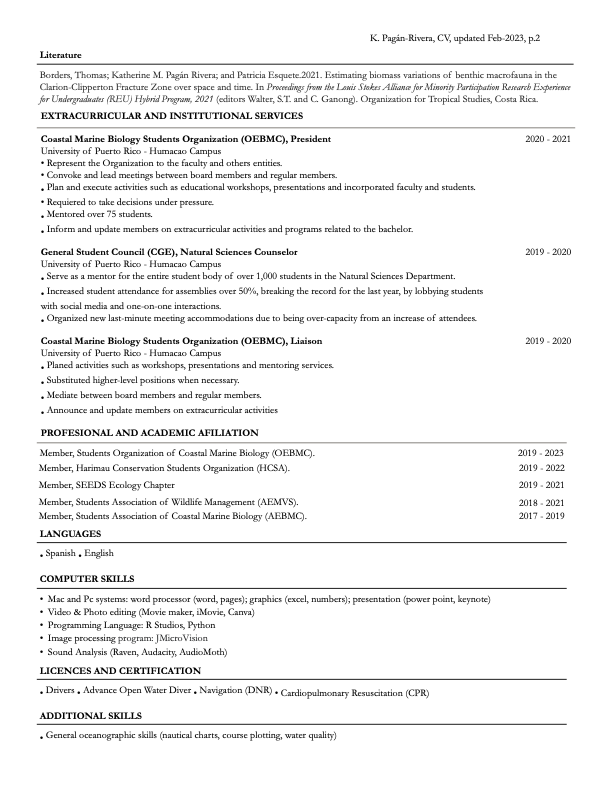 K. Pagán-Rivera, CV, updated Feb-2023, p.2
Literature
Borders, Thomas; Katherine M. Pagán Rivera; and Patricia Esquete.2021. Estimating biomass variations of benthic macrofauna in the
Clarion-Clipperton Fracture Zone over space and time. In Proceedings from the Louis Stokes Alliance for Minority Participation Research Experience
for Undergraduates (REU) Hybrid Program, 2021 (editors Walter, S.T. and C. Ganong). Organization for Tropical Studies, Costa Rica.
EXTRACURRICULAR AND INSTITUTIONAL SERVICES
Coastal Marine Biology Students Organization (OEBMC), President 2020 - 2021
University of Puerto Rico - Humacao Campus
• Represent the Organization to the faculty and others entities.
• Convoke and lead meetings between board members and regular members.
• Plan and execute activities such as educational workshops, presentations and incorporated faculty and students.
• Requiered to take decisions under pressure.
• Mentored over 75 students.
• Inform and update members on extracurricular activities and programs related to the bachelor.
General Student Council (CGE), Natural Sciences Counselor 2019 - 2020
University of Puerto Rico - Humacao Campus
• Serve as a mentor for the entire student body of over 1,000 students in the Natural Sciences Department.
• Increased student attendance for assemblies over 50%, breaking the record for the last year, by lobbying students
with social media and one-on-one interactions.
• Organized new last-minute meeting accommodations due to being over-capacity from an increase of attendees.
Coastal Marine Biology Students Organization (OEBMC), Liaison 2019 - 2020
University of Puerto Rico - Humacao Campus
• Planed activities such as workshops, presentations and mentoring services.
• Substituted higher-level positions when necessary.
• Mediate between board members and regular members.
• Announce and update members on extracurricular activities
PROFESIONAL AND ACADEMIC AFILIATION
Member, Students Organization of Coastal Marine Biology (OEBMC). 2019 - 2023
Member, Harimau Conservation Students Organization (HCSA). 2019 - 2022
Member, SEEDS Ecology Chapter 2019 - 2021
Member, Students Association of Wildlife Management (AEMVS). 2018 - 2021
Member, Students Association of Coastal Marine Biology (AEBMC). 2017 - 2019
LANGUAGES
• Spanish • English
COMPUTER SKILLS
• Mac and Pc systems: word processor (word, pages); graphics (excel, numbers); presentation (power point, keynote)
• Video & Photo editing (Movie maker, iMovie, Canva)
• Programming Language: R Studios, Python
• Image processing program: JMicroVision
• Sound Analysis (Raven, Audacity, AudioMoth)
LICENCES AND CERTIFICATION
• Drivers • Advance Open Water Diver • Navigation (DNR) • Cardiopulmonary Resuscitation (CPR)
ADDITIONAL SKILLS
• General oceanographic skills (nautical charts, course plotting, water quality)